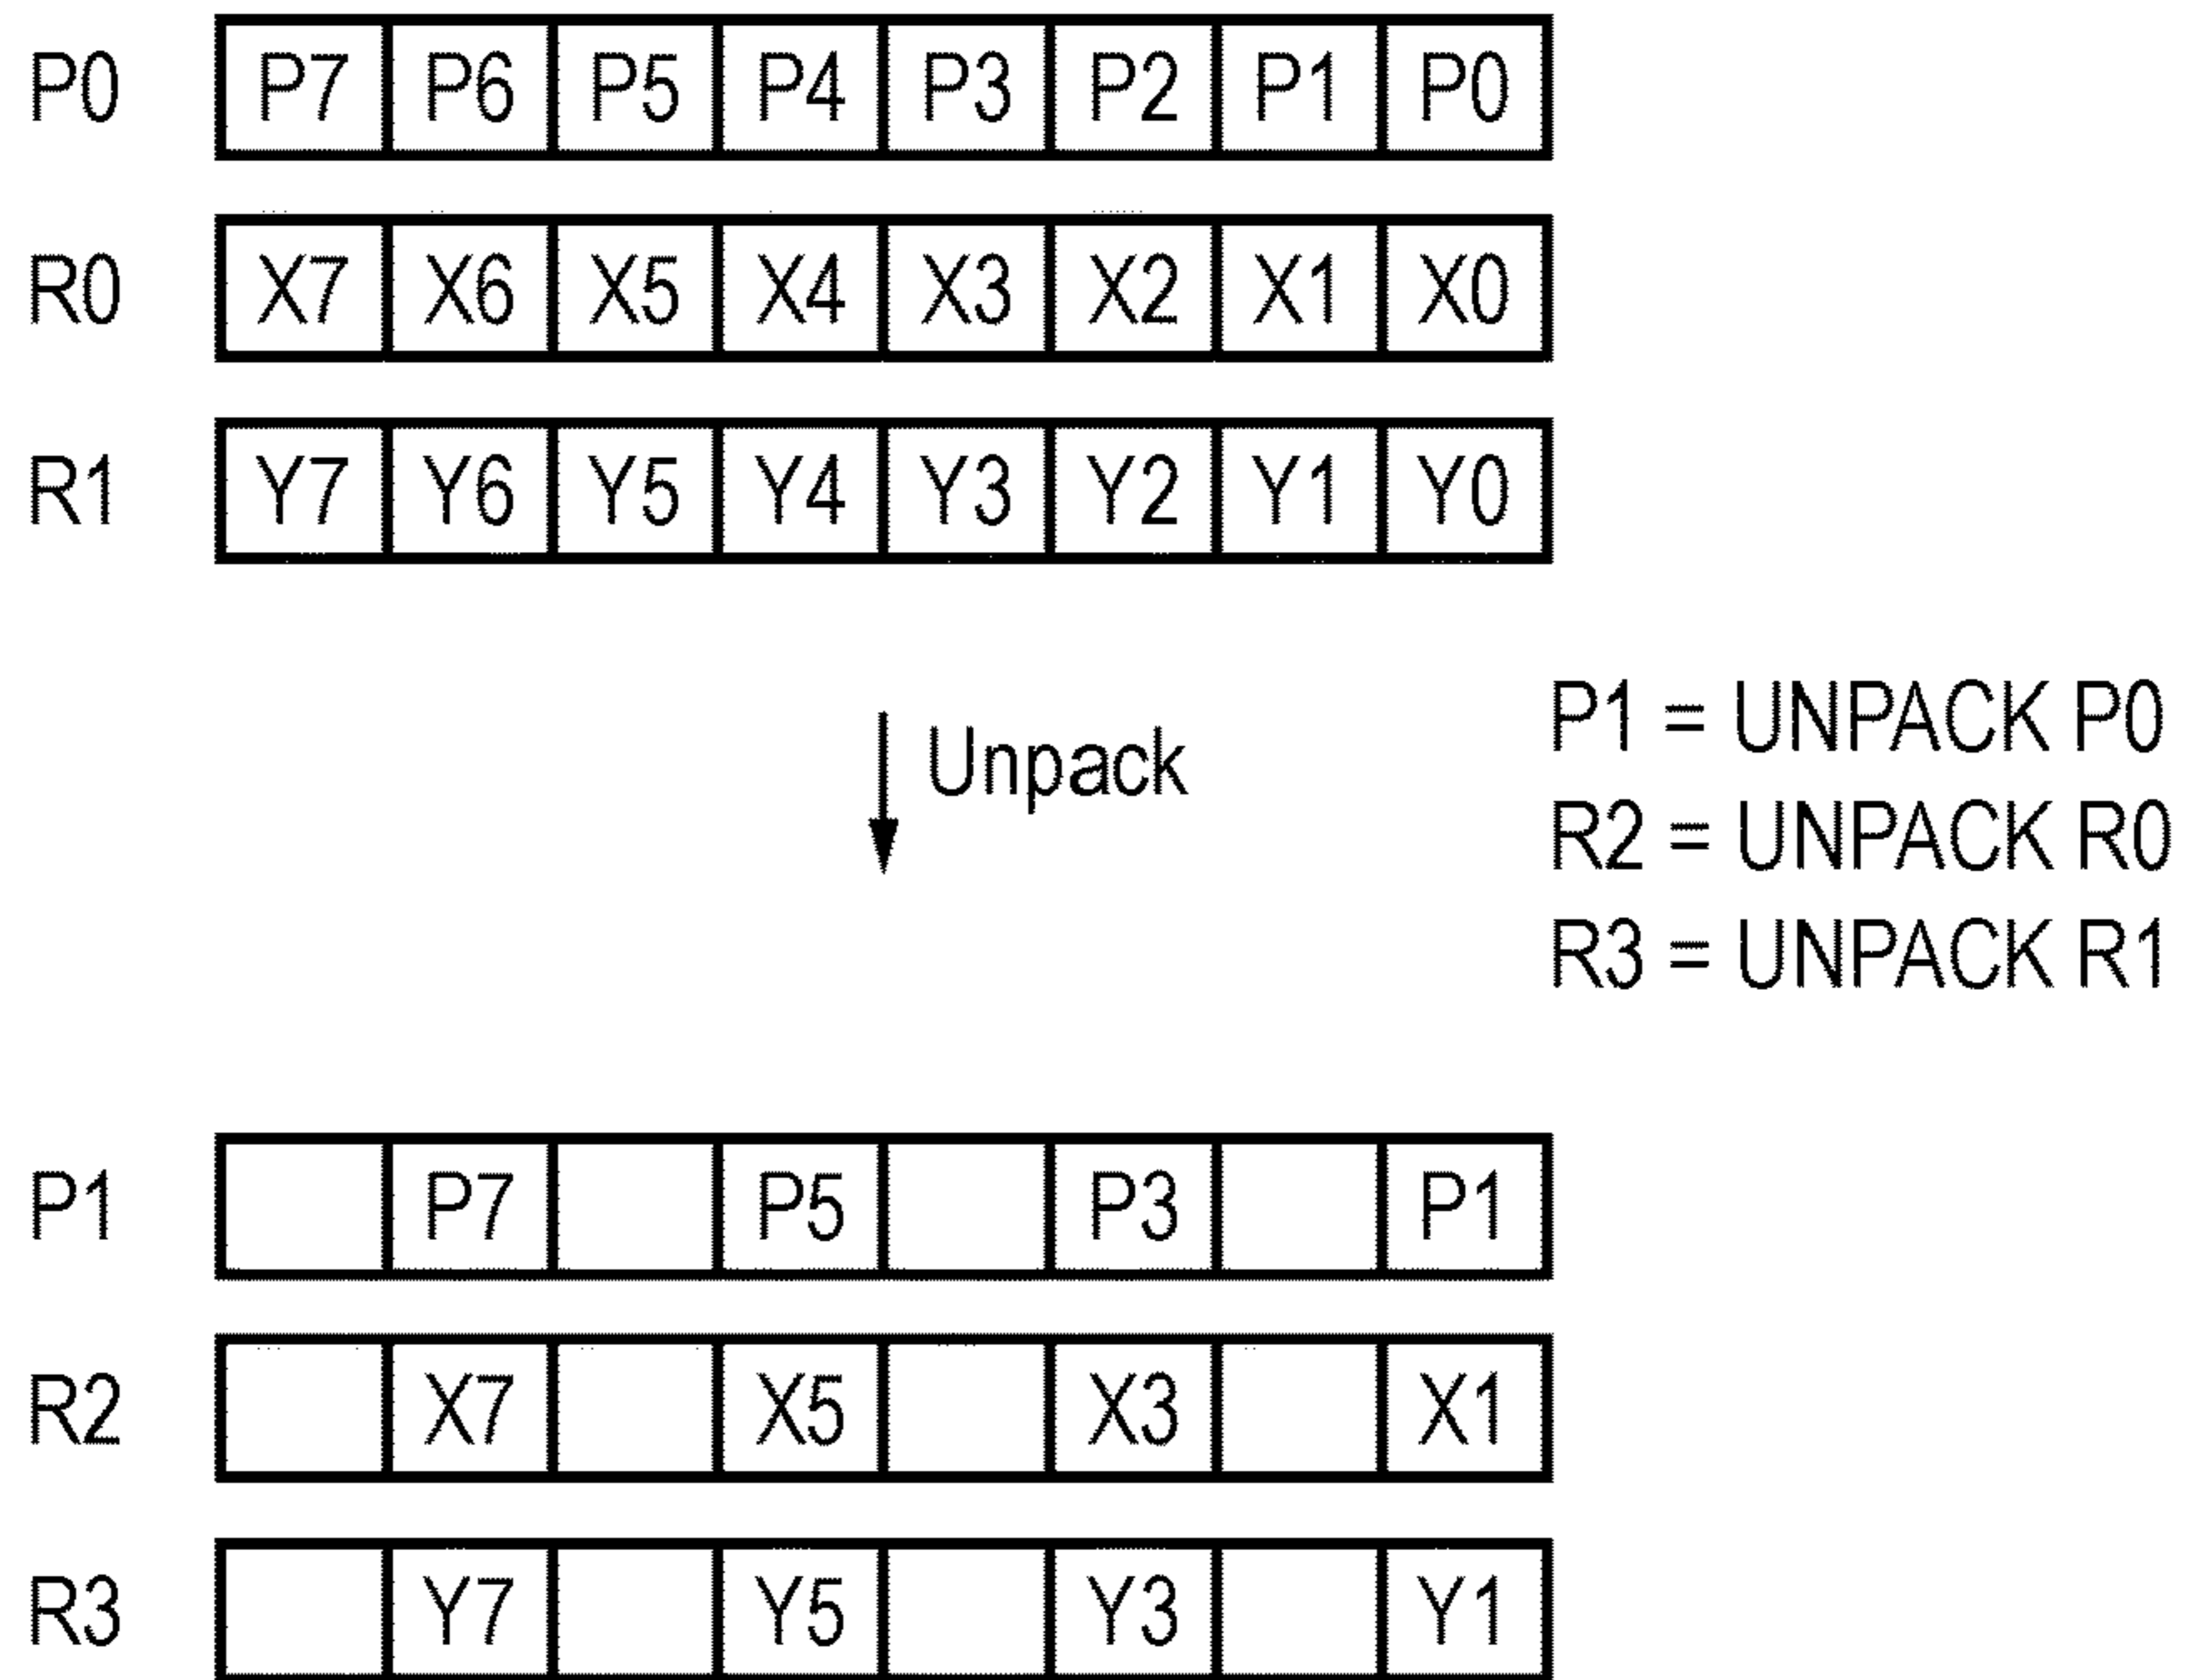 P0 P7 P6 P5 P4 P3 P2 P1 P0
R0 X7 X6 X5 X4 X3 X2 X1 X0
R1 Y7 Y6 Y5 Y4 Y3 Y2 Y1 Y0
Unpack
P1 = UNPACK P0
R2 = UNPACK R0
R3 = UNPACK R1
P1 P7 P5 P3 P1
R2 X7 X5 X3 X1
R3 Y7 Y5 Y3 Y1